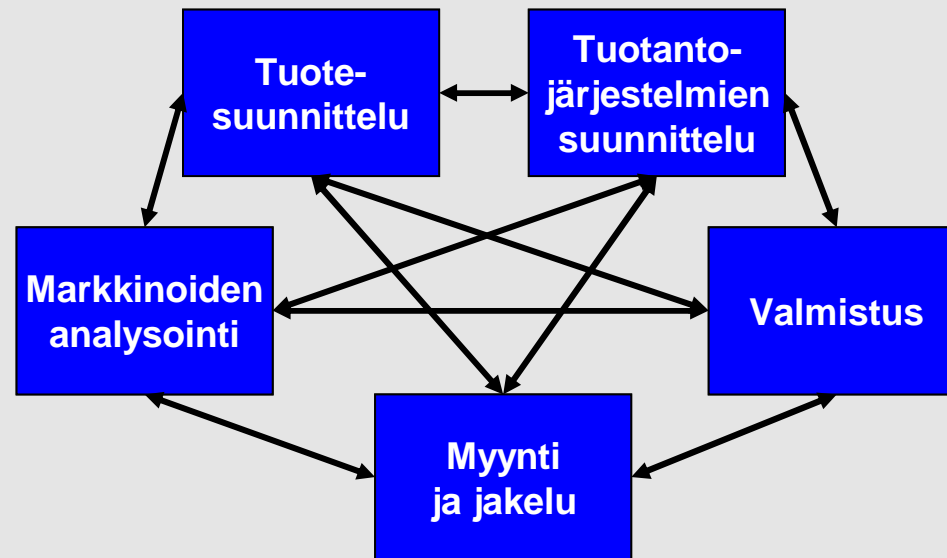 Tuote-
suunnittelu
Tuotanto-
järjestelmien
suunnittelu
Markkinoiden
analysointi
Valmistus
Myynti
ja jakelu